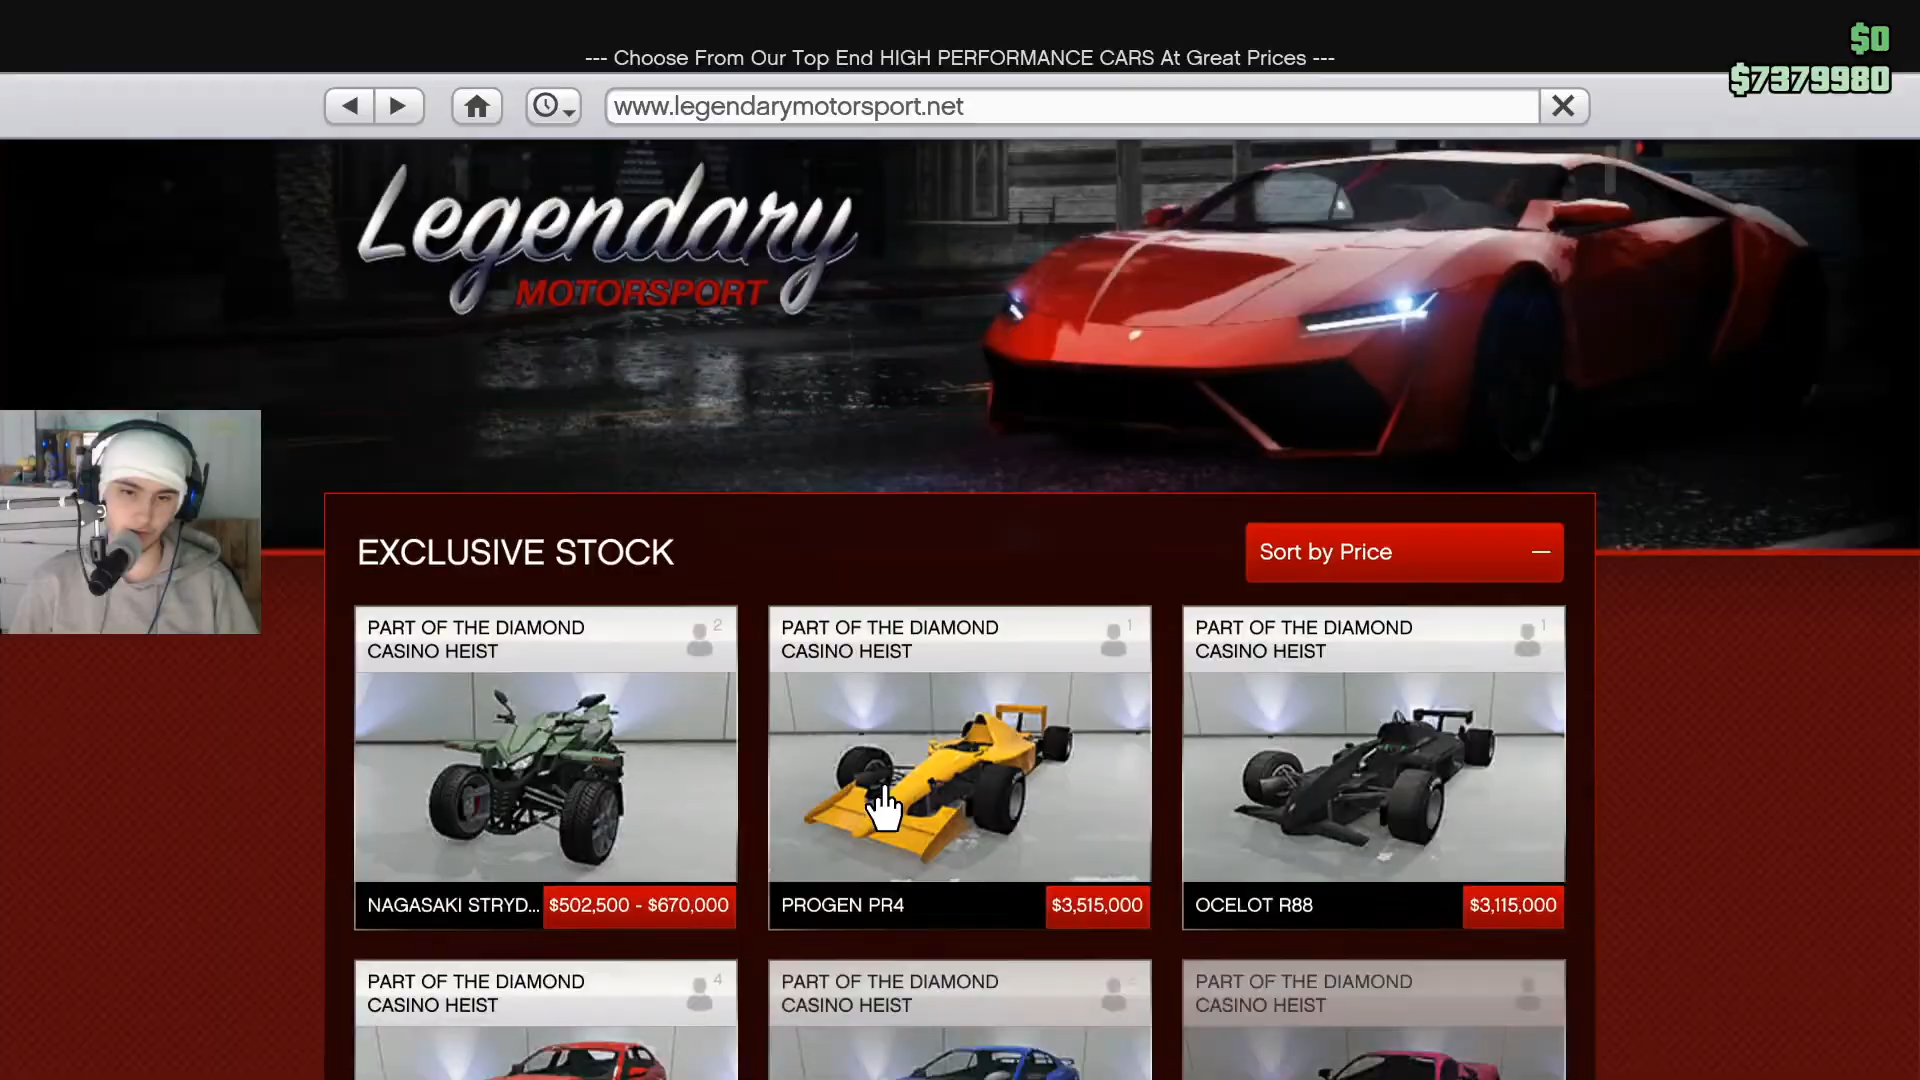 --- Choose From Our Top End HIGH PERFORMANCE CARS At Great Prices ---
$0
$7379980
www.legendarymotorsport.net
Legendary
MOTORSPORT
EXCLUSIVE STOCK
Sort by Price
PART OF THE DIAMOND
CASINO HEIST
2
PART OF THE DIAMOND
CASINO HEIST
1
PART OF THE DIAMOND
CASINO HEIST
1
NAGASAKI STRYD...
$502,500 - $670,000
PROGEN PR4
$3,515,000
OCELOT R88
$3,115,000
PART OF THE DIAMOND
CASINO HEIST
4
PART OF THE DIAMOND
CASINO HEIST
PART OF THE DIAMOND
CASINO HEIST